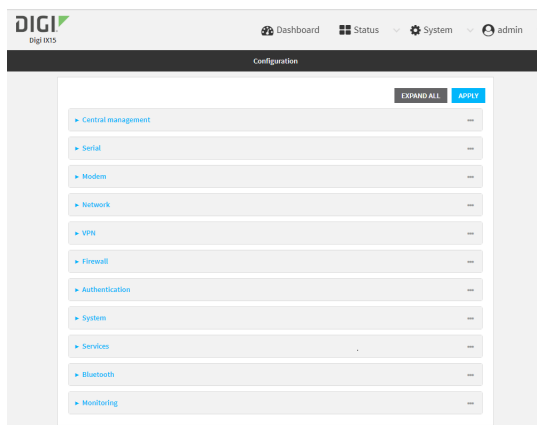 DIGI
Digi IX15
Dashboard Status System admin
Configuration
EXPAND ALL APPLY
Central management
Serial
Modem
Network
VPN
Firewall
Authentication
System
Services
Bluetooth
Monitoring